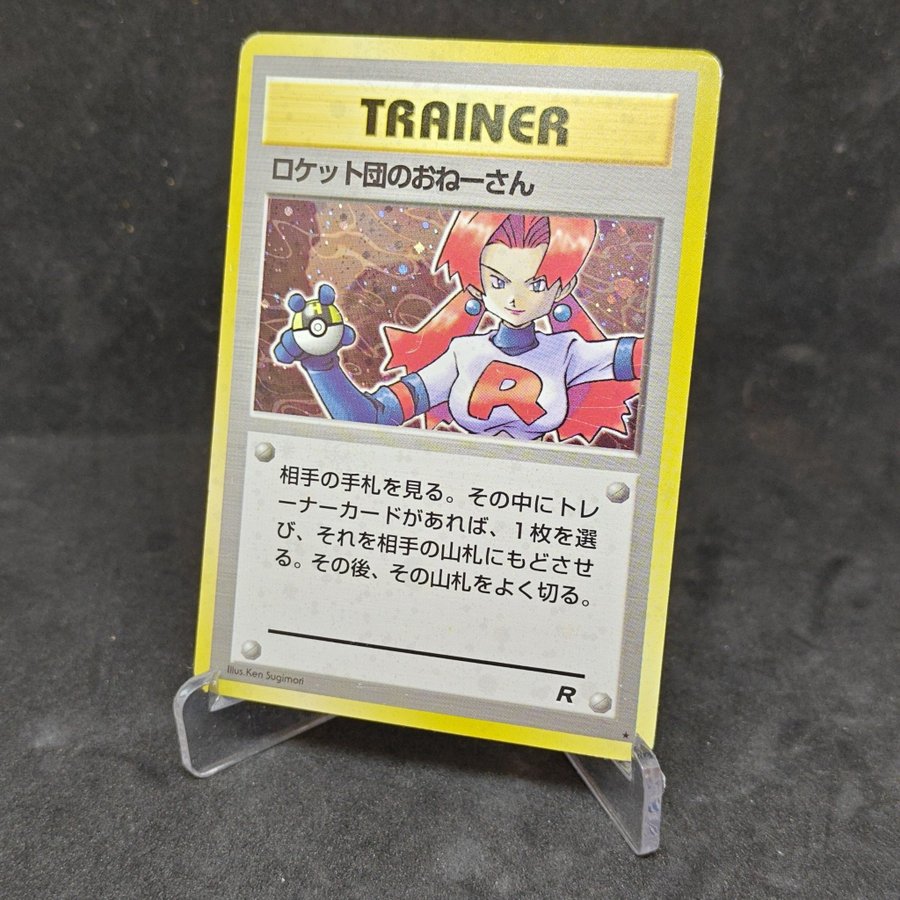 TRAINER
ロケット団のおねーさん
R
相手の手札を見る。その中にトレ
ーナーカードがあれば、1枚を選
び、それを相手の山札にもどさせ
る。その後、その山札をよく切る。
Illus. Ken Sugimori
R
★